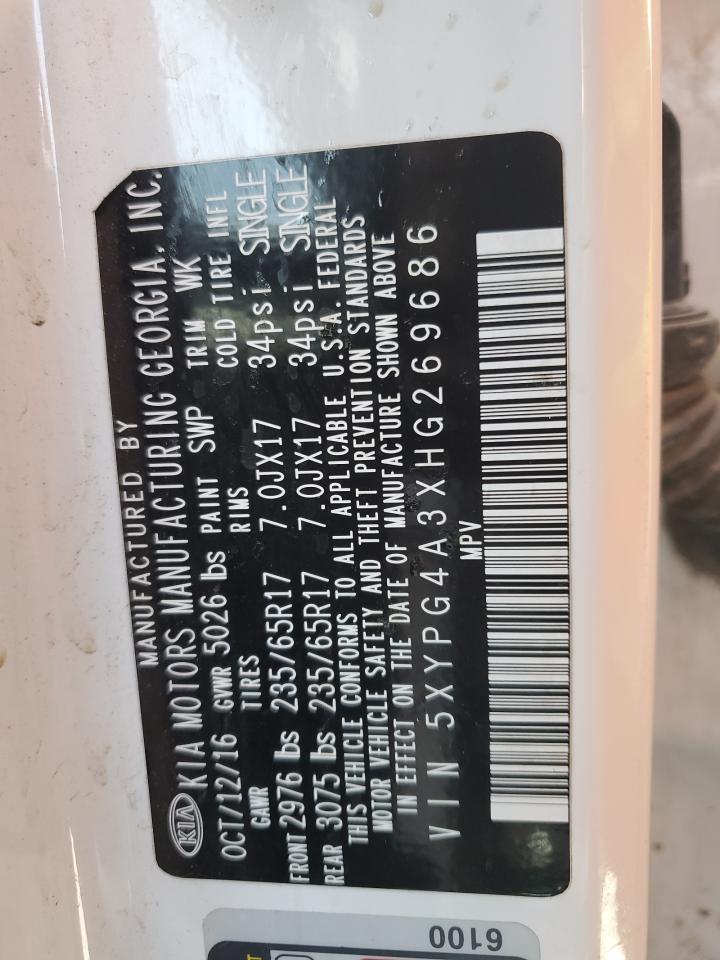 MANUFACTURED BY
KIA KIA MOTORS MANUFACTURING GEORGIA, INC.
OCT/12/16 GVWR 5026 lbs PAINT SWP TRIM WK
GAWR TIRES RIMS COLD TIRE INFL
FRONT 2976 lbs 235/65R17 7.0JX17 34psi SINGLE
REAR 3075 lbs 235/65R17 7.0JX17 34psi SINGLE
THIS VEHICLE CONFORMS TO ALL APPLICABLE U.S.A. FEDERAL
MOTOR VEHICLE SAFETY AND THEFT PREVENTION STANDARDS
IN EFFECT ON THE DATE OF MANUFACTURE SHOWN ABOVE
VIN 5XYPG4A3XHG269686
MPV
6100